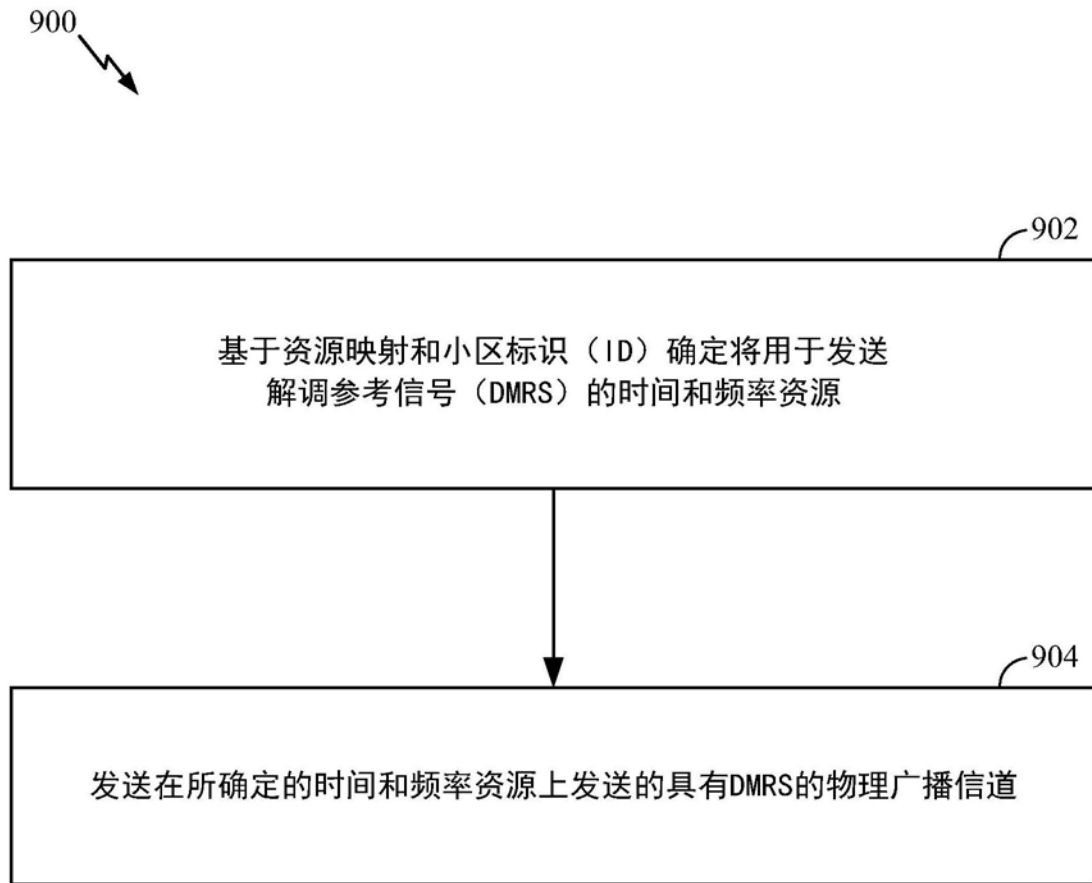 900
902
基于资源映射和小区标识（ID）确定将用于发送
解调参考信号（DMRS）的时间和频率资源
904
发送在所确定的时间和频率资源上发送的具有DMRS的物理广播信道